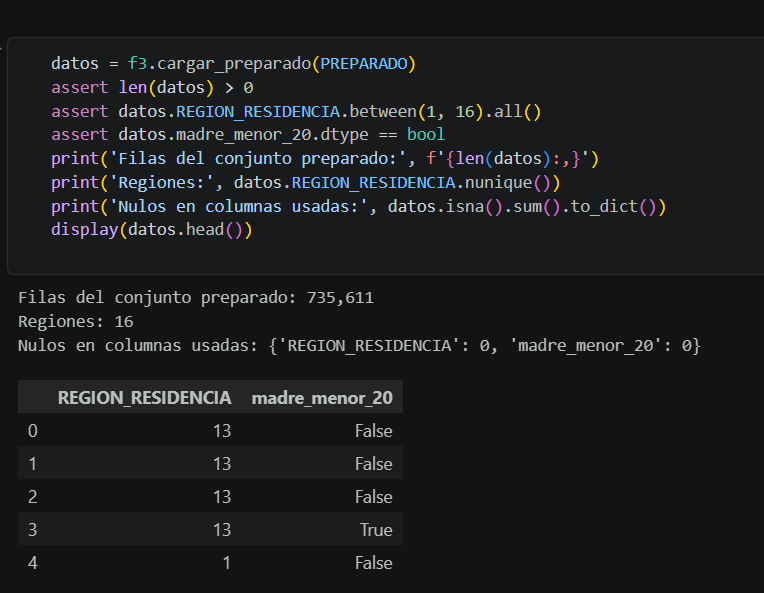 datos = f3.cargar_preparado(PREPARADO)
assert len(datos) > 0
assert datos.REGION_RESIDENCIA.between(1, 16).all()
assert datos.madre_menor_20.dtype == bool
print('Filas del conjunto preparado:', f'{len(datos):,}')
print('Regiones:', datos.REGION_RESIDENCIA.nunique())
print('Nulos en columnas usadas:', datos.isna().sum().to_dict())
display(datos.head())
Filas del conjunto preparado: 735,611
Regiones: 16
Nulos en columnas usadas: {'REGION_RESIDENCIA': 0, 'madre_menor_20': 0}
REGION_RESIDENCIA madre_menor_20
0 13 False
1 13 False
2 13 False
3 13 True
4 1 False